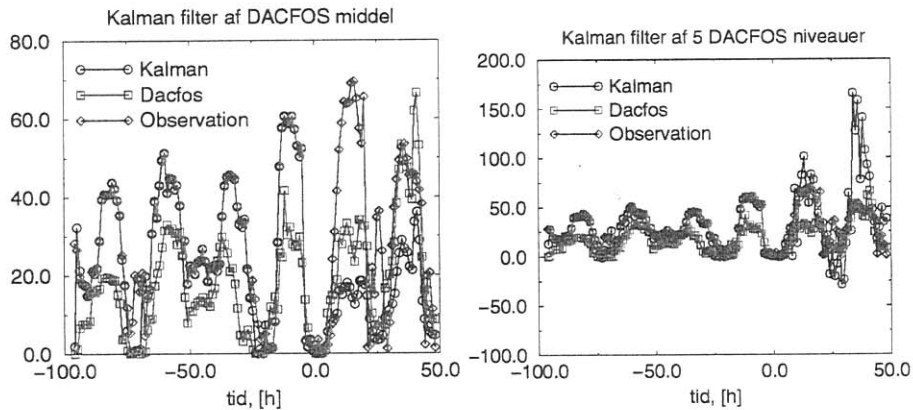 Kalman filter af DACFOS middel
80.0
60.0
40.0
20.0
0.0
Kalman
Dacfos
Observation
-100.0 -50.0 0.0 50.0
tid, [h]
Kalman filter af 5 DACFOS niveauer
200.0
150.0
100.0
50.0
0.0
-50.0
-100.0
Kalman
Dacfos
Observation
-100.0 -50.0 0.0 50.0
tid, [h]